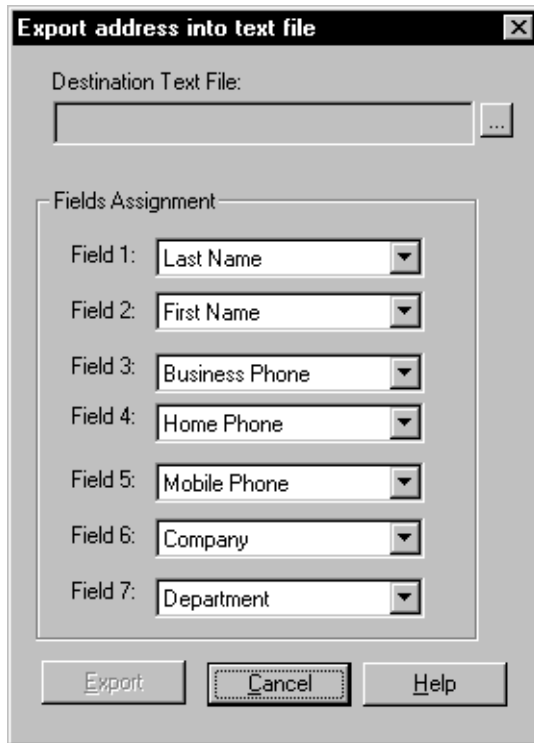 Export address into text file
Destination Text File:
...
Fields Assignment
Field 1: Last Name
Field 2: First Name
Field 3: Business Phone
Field 4: Home Phone
Field 5: Mobile Phone
Field 6: Company
Field 7: Department
Export Cancel Help